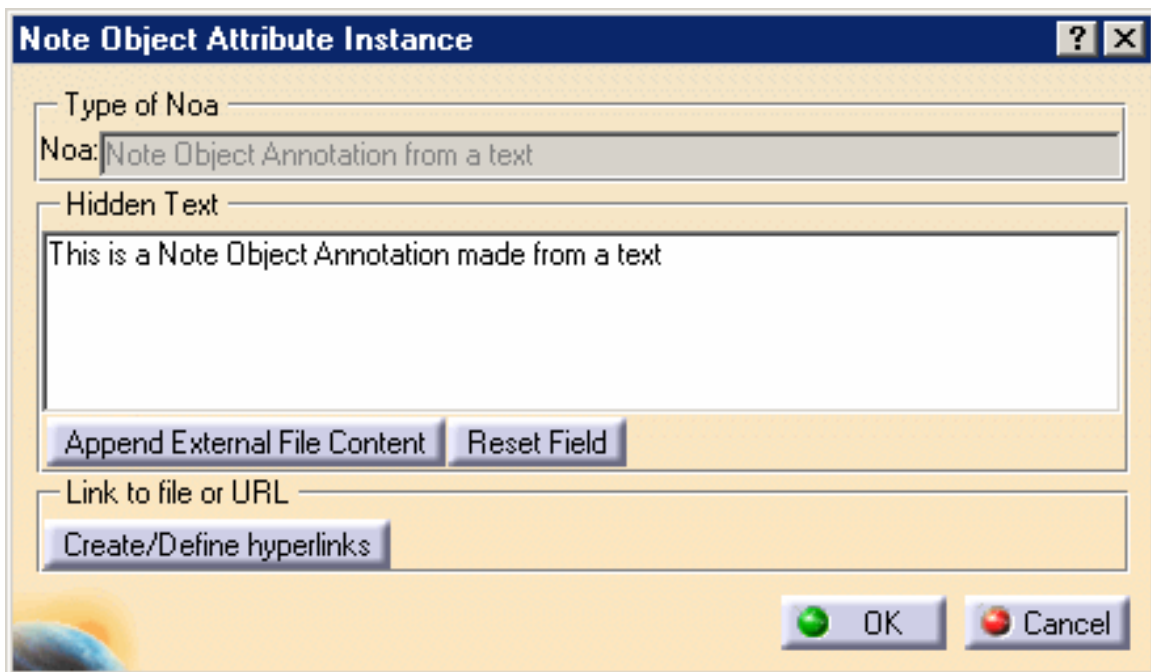 Note Object Attribute Instance
Type of Noa
Noa: Note Object Annotation from a text
Hidden Text
This is a Note Object Annotation made from a text
Append External File Content Reset Field
Link to file or URL
Create/Define hyperlinks
OK Cancel